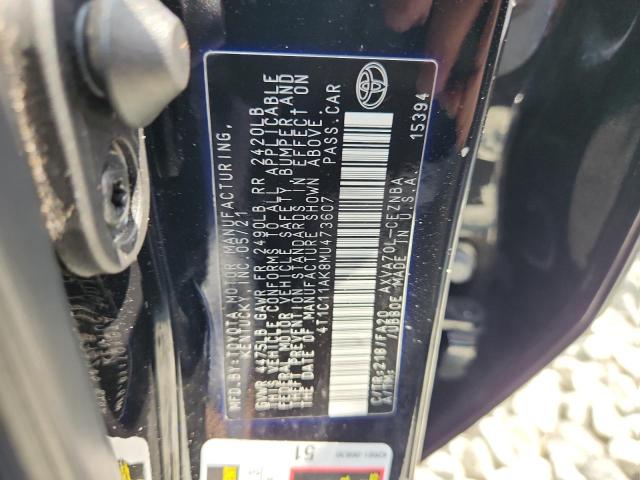 MFD.BY:TOYOTA MOTOR MANUFACTURING,
KENTUCKY, INC. 05/21
GVWR 4475LB GAWR FR 2490LB RR 2420LB
THIS VEHICLE CONFORMS TO ALL APPLICABLE
FEDERAL MOTOR VEHICLE SAFETY, BUMPER AND
THEFT PREVENTION STANDARDS IN EFFECT ON
THE DATE OF MANUFACTURE SHOWN ABOVE.
4T1C11AK8MU473607 PASS.CAR
C/TR:218/FA20 AXVA70L-CEZNBA
MADE IN U.S.A.
15394
51